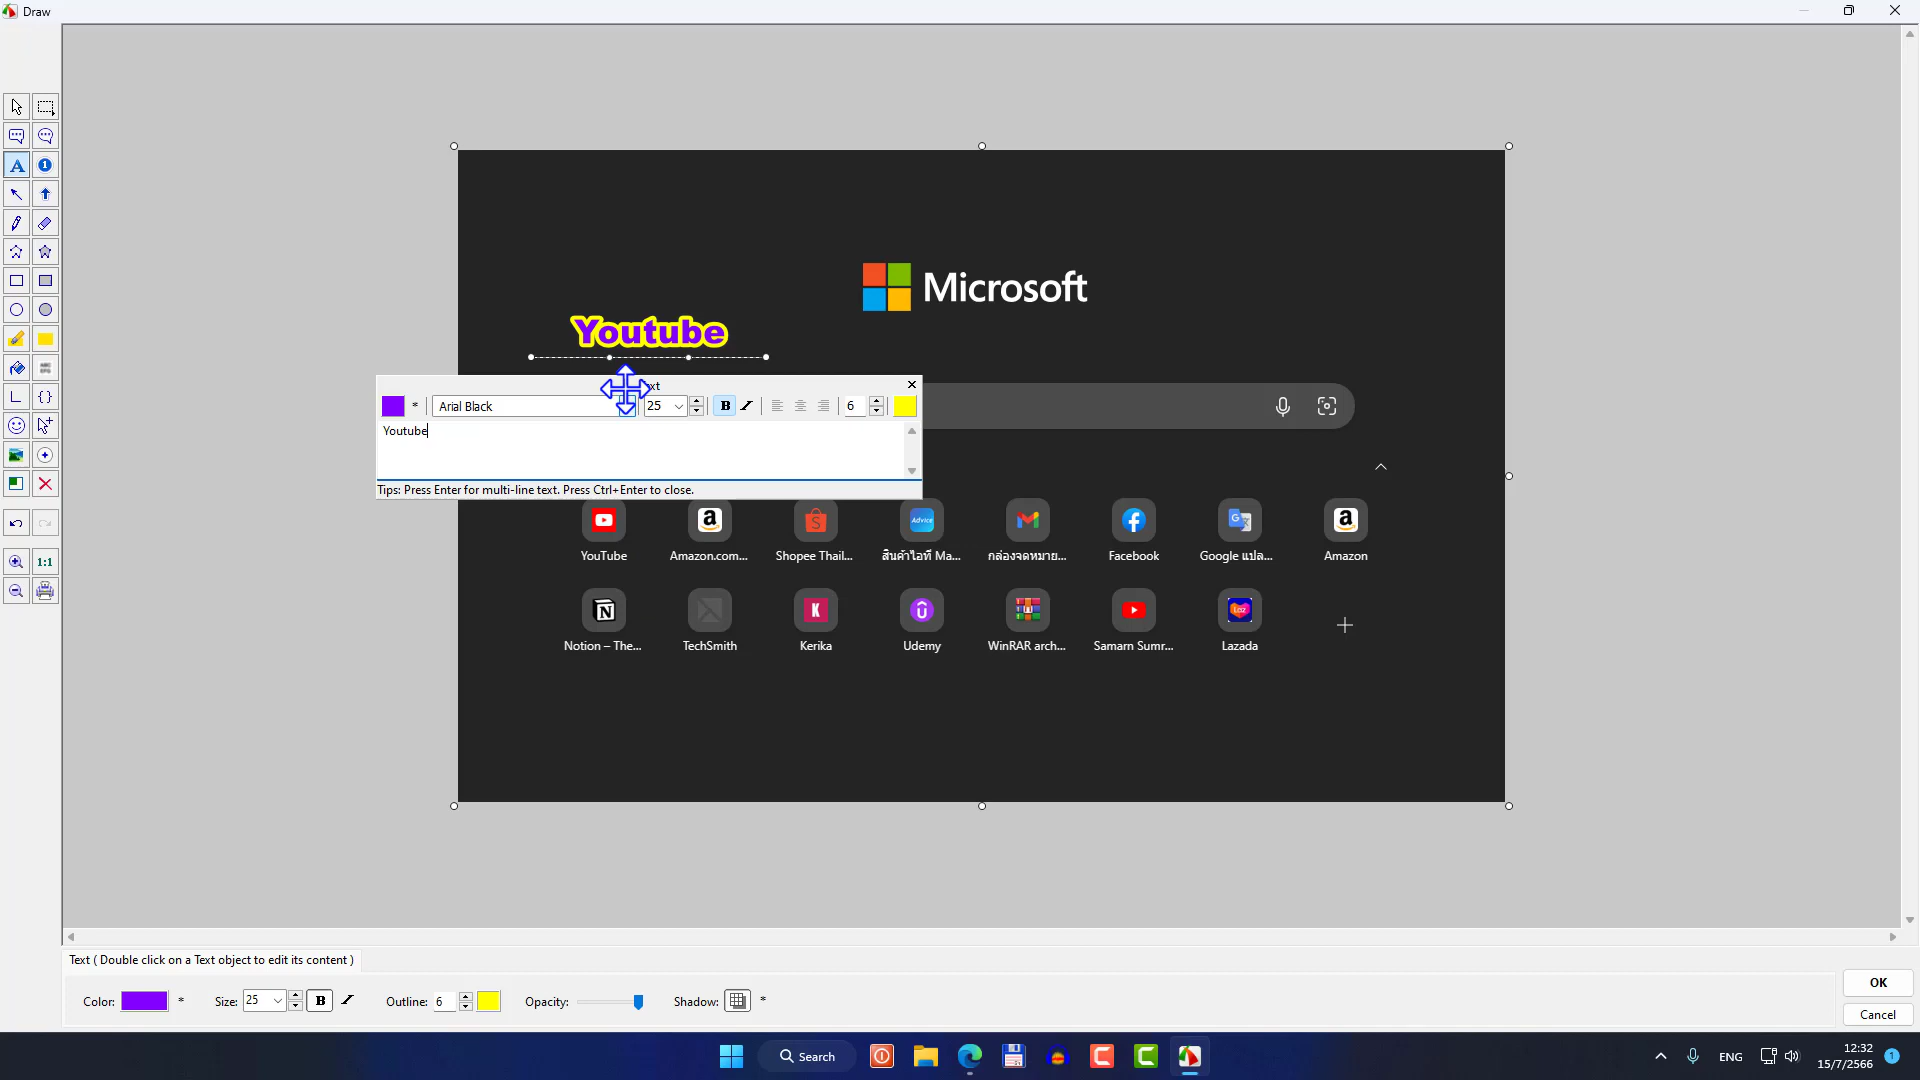 Draw
Microsoft
Youtube
Arial Black
25
B
I
6
Youtube
Tips: Press Enter for multi-line text. Press Ctrl+Enter to close.
YouTube
Amazon.com...
Shopee Thail...
สินค้าไอที Ma...
กล่องจดหมาย...
Facebook
Google แปล...
Amazon
Notion – The...
TechSmith
Kerika
Udemy
WinRAR arch...
Samarn Sumr...
Lazada
1:1
Text ( Double click on a Text object to edit its content )
Color:
Size: 25
B
I
Outline: 6
Opacity:
Shadow:
OK
Cancel
Search
ENG
12:32
15/7/2566
1